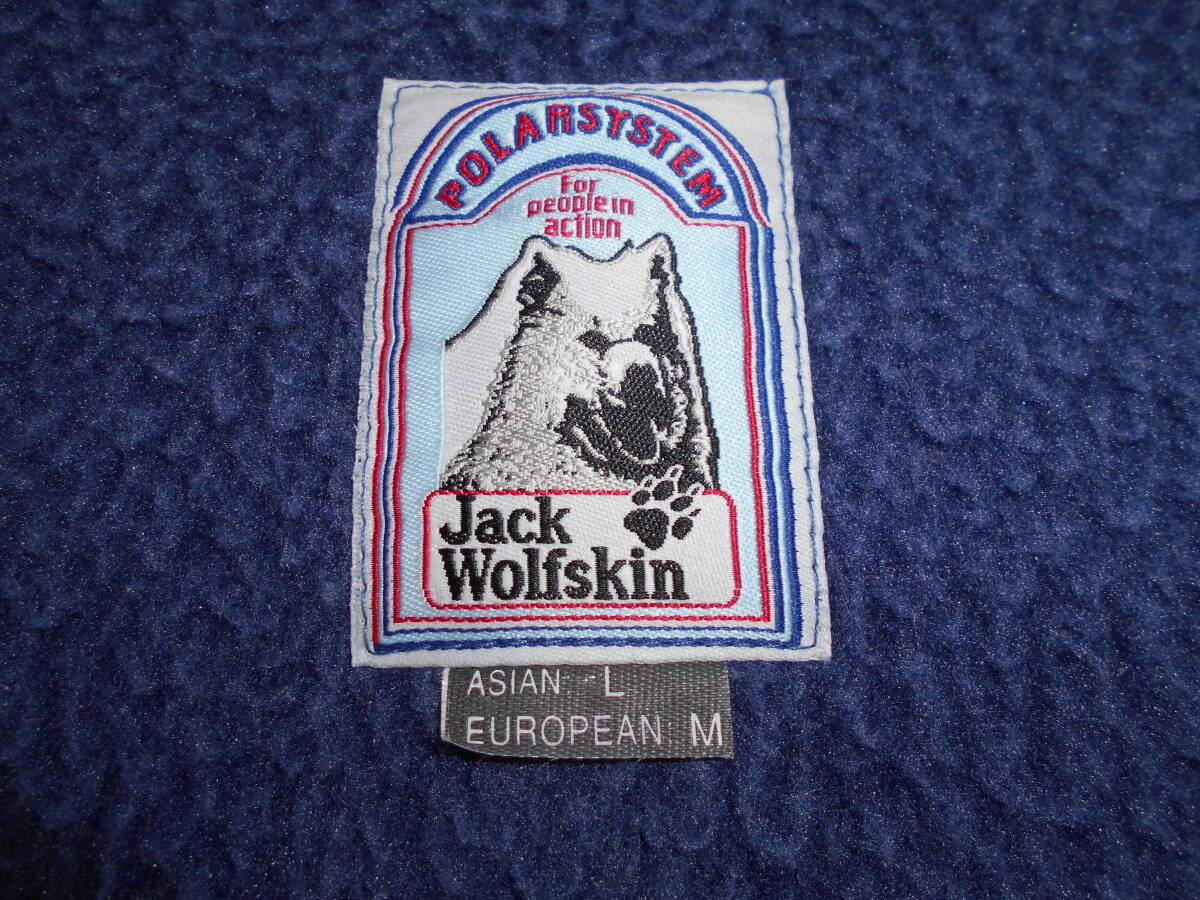 POLARSYSTEM
For
people in
action
Jack
Wolfskin
ASIAN L
EUROPEAN M